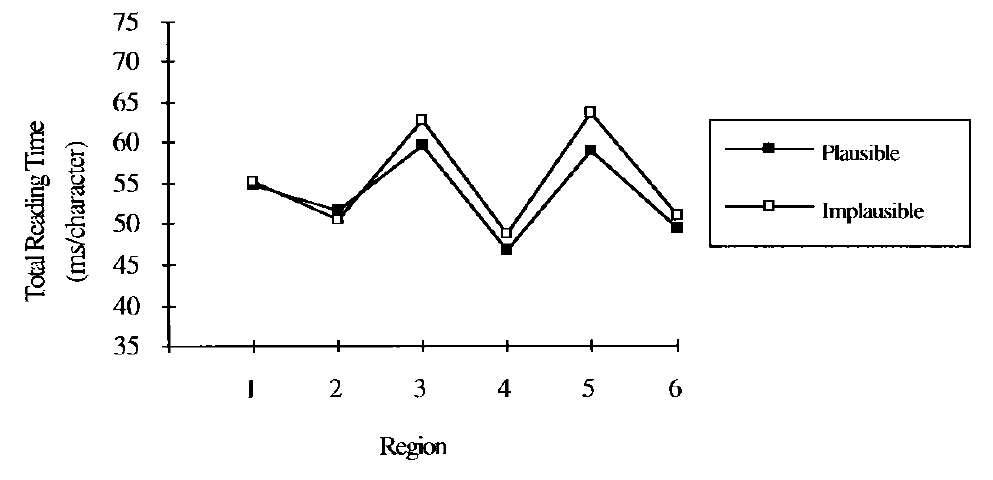 75
70
65
60
55
50
45
40
35
Total Reading Time
(ms/character)
1 2 3 4 5 6
Region
Plausible
Implausible